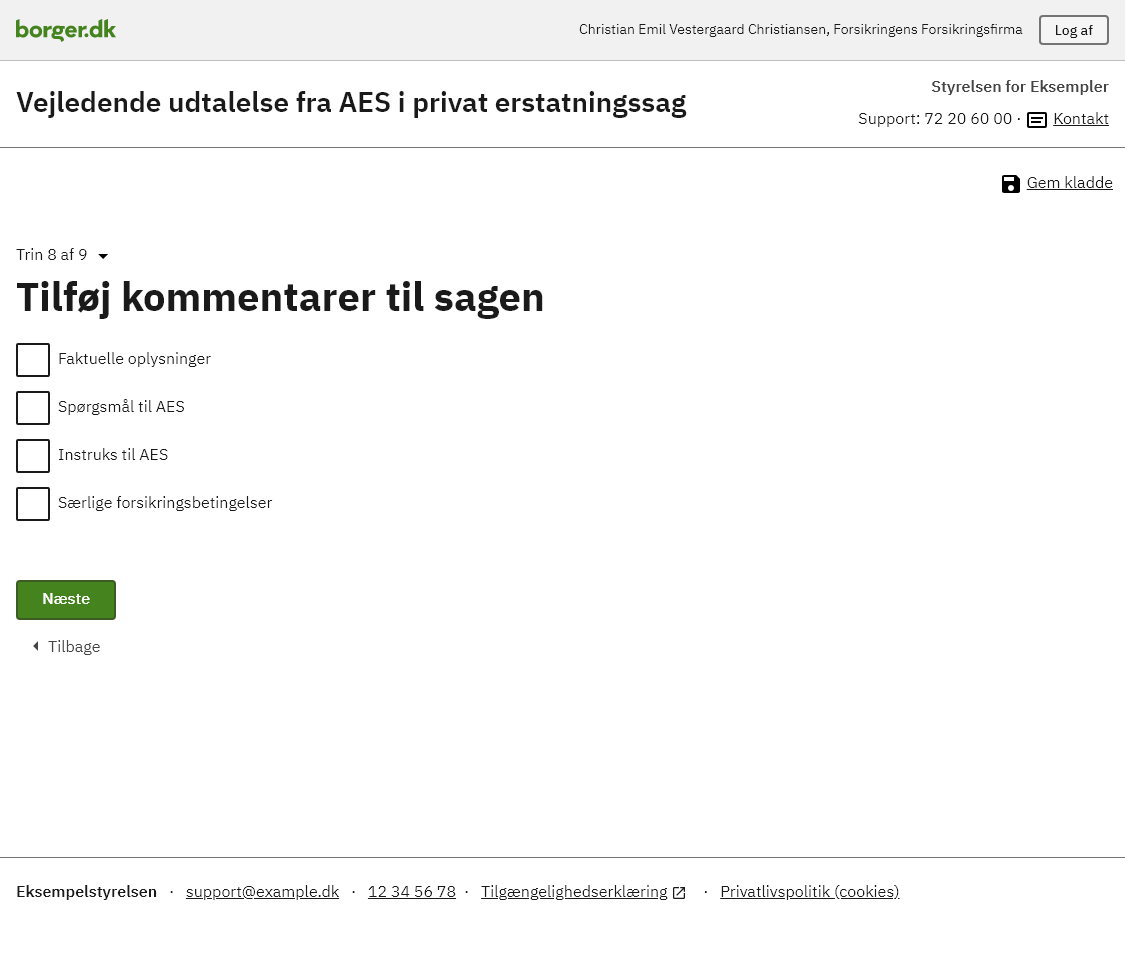 borger.dk
Christian Emil Vestergaard Christiansen, Forsikringens Forsikringsfirma
Log af
Vejledende udtalelse fra AES i privat erstatningssag
Styrelsen for Eksempler
Support: 72 20 60 00 · Kontakt
Gem kladde
Trin 8 af 9
Tilføj kommentarer til sagen
Faktuelle oplysninger
Spørgsmål til AES
Instruks til AES
Særlige forsikringsbetingelser
Næste
Tilbage
Eksempelstyrelsen · support@example.dk · 12 34 56 78 · Tilgængelighedserklæring · Privatlivspolitik (cookies)